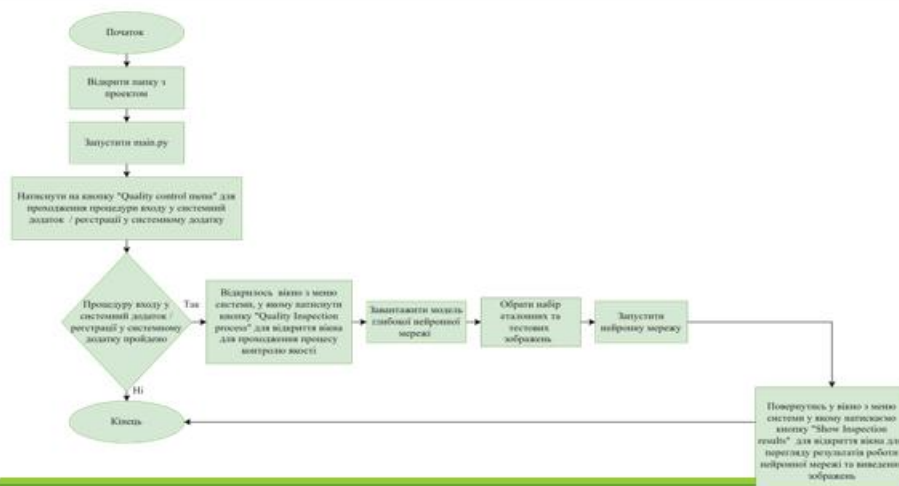 Початок
Відкрити папку з
проектом
Запустити main.py
Натиснути на кнопку "Quality control menu" для
проходження процедури входу у системний
додаток / реєстрації у системному додатку
Процедуру входу у
системний додаток /
реєстрації у системному
додатку пройдено
Так
Ні
Відкрилось вікно з меню
системи, у якому натиснути
кнопку "Quality Inspection
process" для відкриття вікна
для проходження процесу
контролю якості
Завантажити модель
глибокої нейронної
мережі
Обрати набір
еталонних та
тестових
зображень
Запустити
нейронну мережу
Повернутись у вікно з меню
системи у якому натискаємо
кнопку "Show Inspection
results" для відкриття вікна для
перегляду результатів роботи
нейронної мережі та виведення
зображень
Кінець